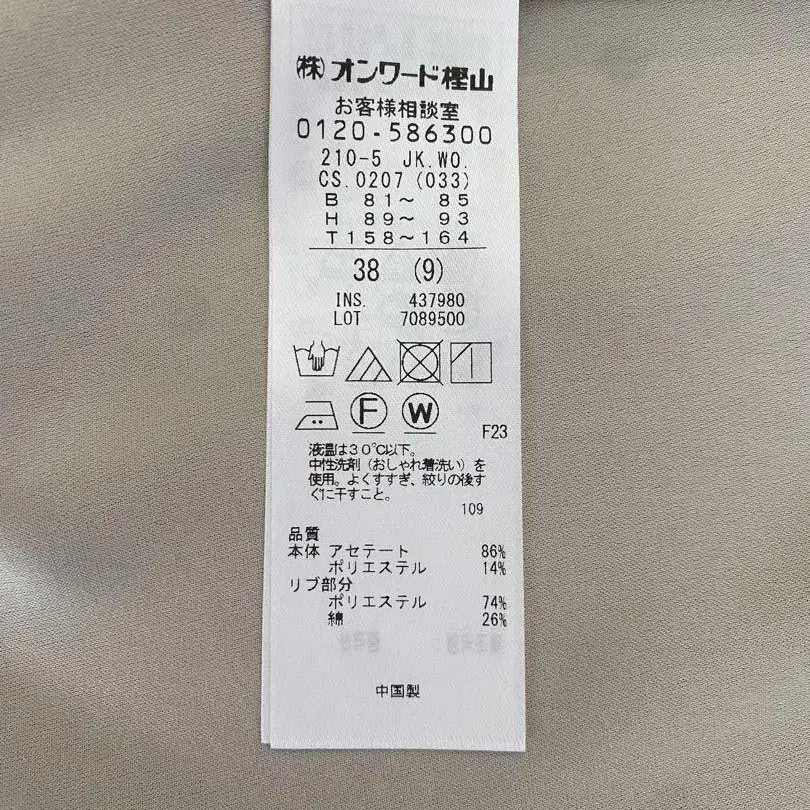 (株)オンワード樫山
お客様相談室
0120-586300
210-5 JK.WO.
CS.0207(033)
B 81～ 85
H 89～ 93
T158～164
38 (9)
INS. 437980
LOT 7089500
F W
F23
液温は30℃以下。
中性洗剤(おしゃれ着洗い)を
使用。よくすすぎ、絞りの後す
ぐに干すこと。
109
品質
本体 アセテート 86%
ポリエステル 14%
リブ部分
ポリエステル 74%
綿 26%
中国製